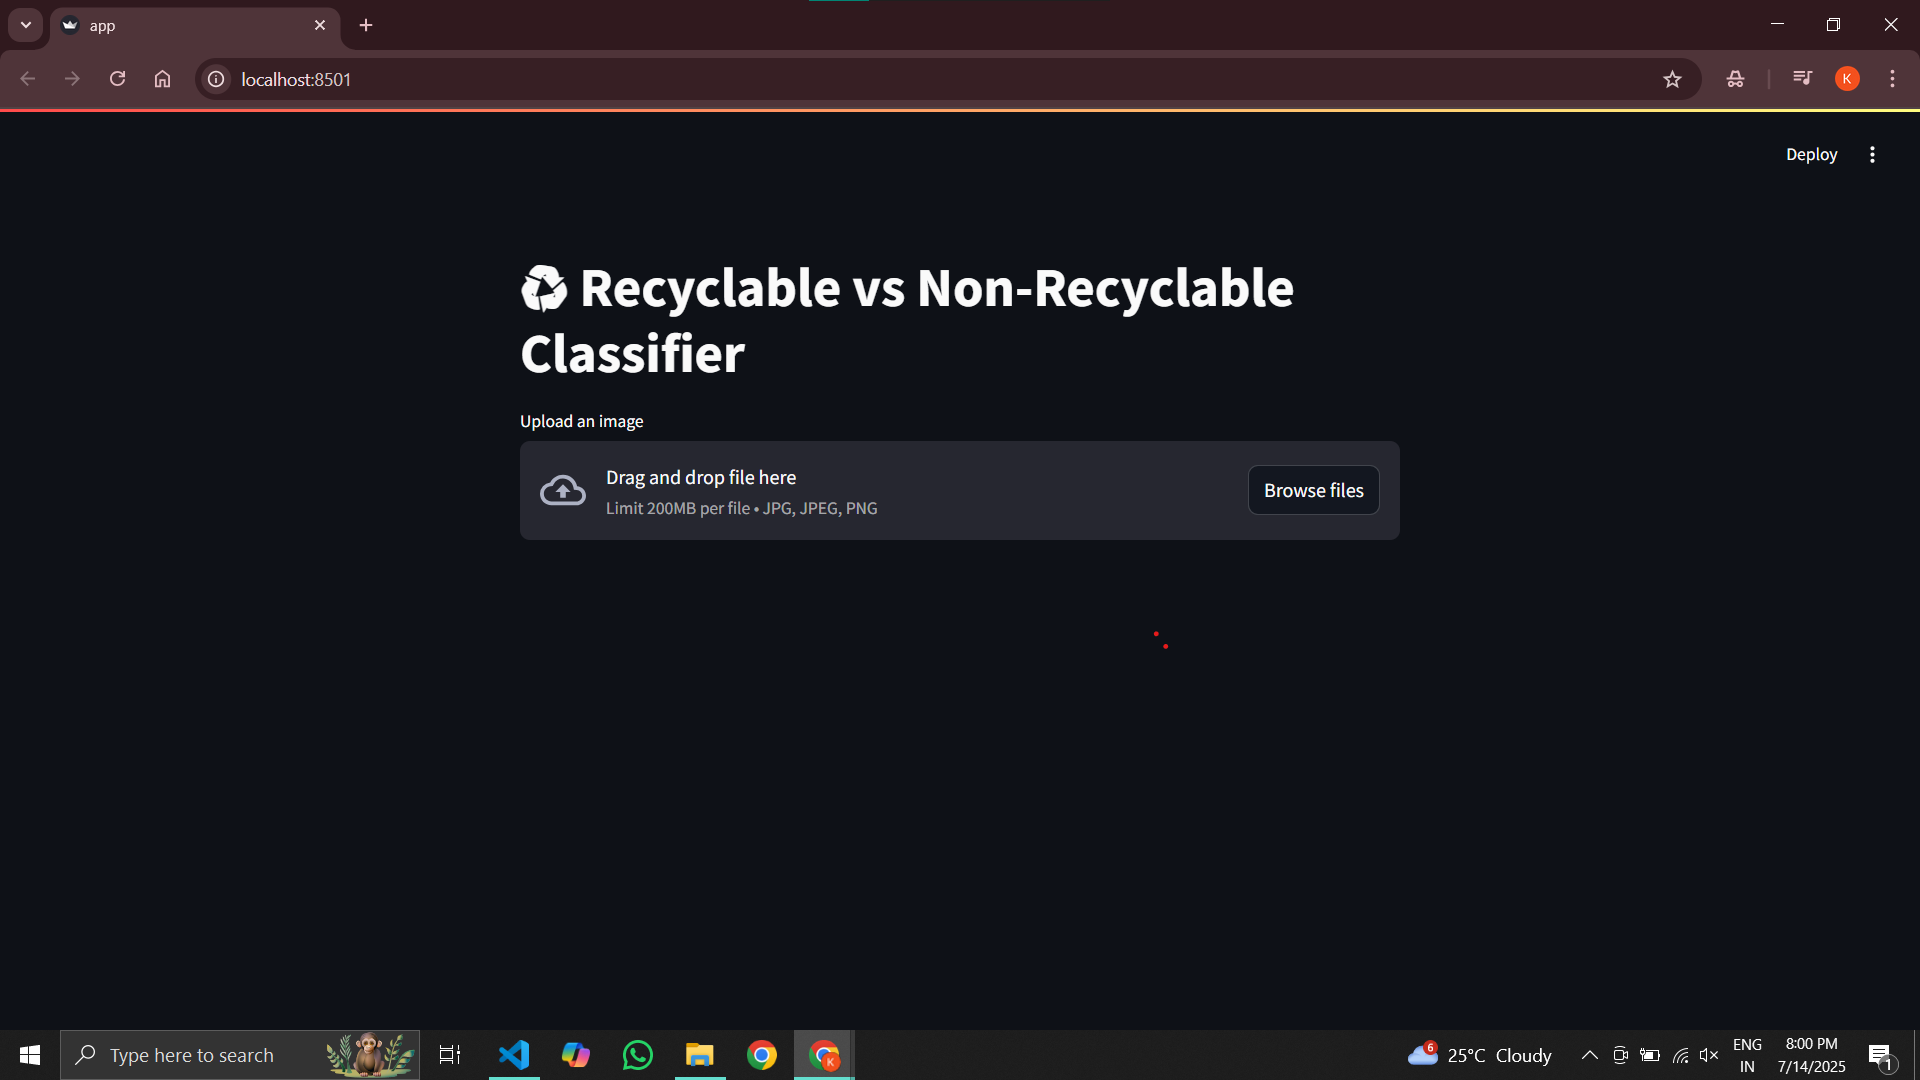 app
localhost:8501
K
Deploy
♻ Recyclable vs Non-Recyclable
Classifier
Upload an image
Drag and drop file here
Limit 200MB per file • JPG, JPEG, PNG
Browse files
Type here to search
K
6
25°C Cloudy
ENG
IN
8:00 PM
7/14/2025
1